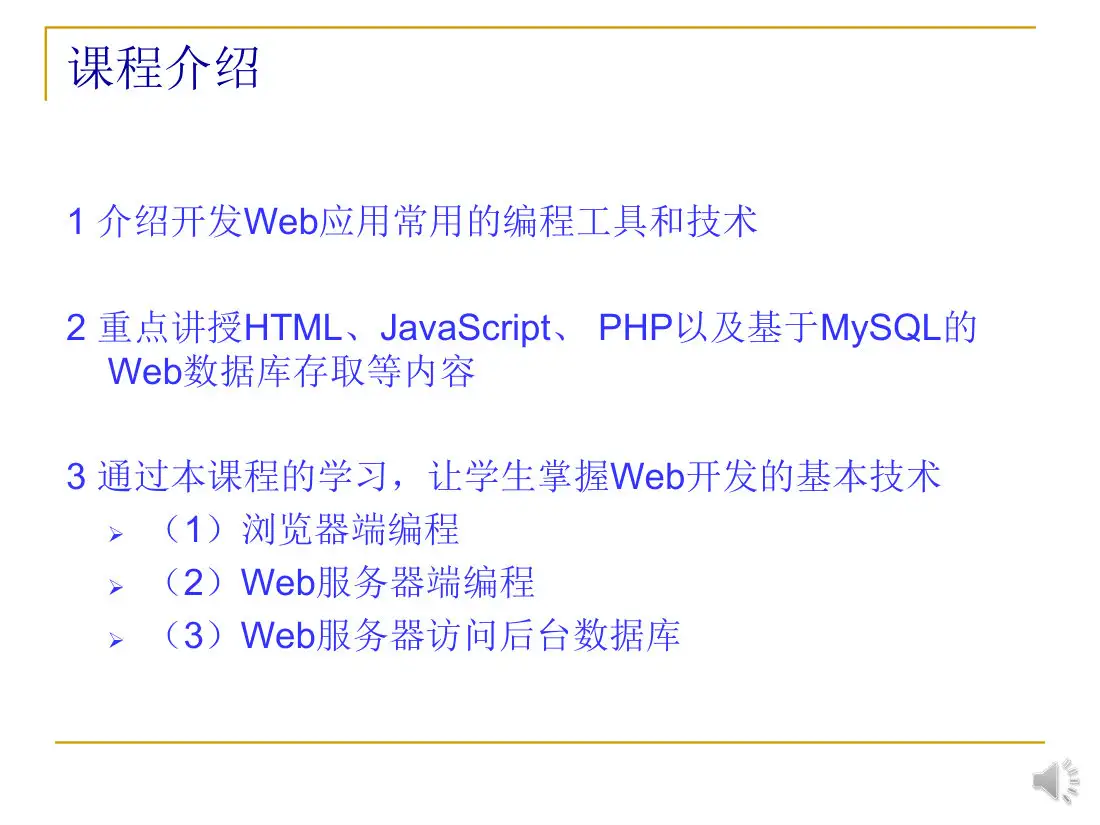 课程介绍
1 介绍开发Web应用常用的编程工具和技术
2 重点讲授HTML、JavaScript、 PHP以及基于MySQL的
Web数据库存取等内容
3 通过本课程的学习，让学生掌握Web开发的基本技术
（1）浏览器端编程
（2）Web服务器端编程
（3）Web服务器访问后台数据库